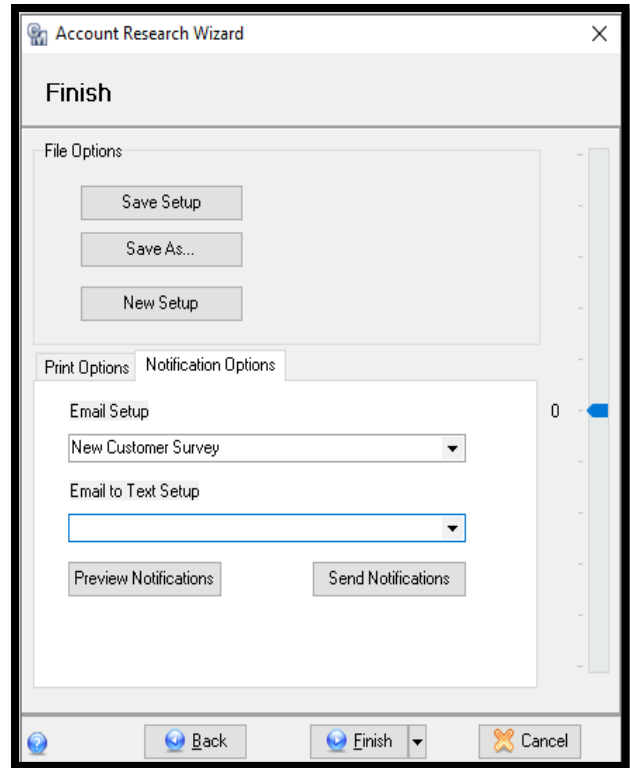 Account Research Wizard
Finish
File Options
Save Setup
Save As...
New Setup
Print Options Notification Options
Email Setup
0
New Customer Survey
Email to Text Setup
Preview Notifications Send Notifications
Back Finish Cancel